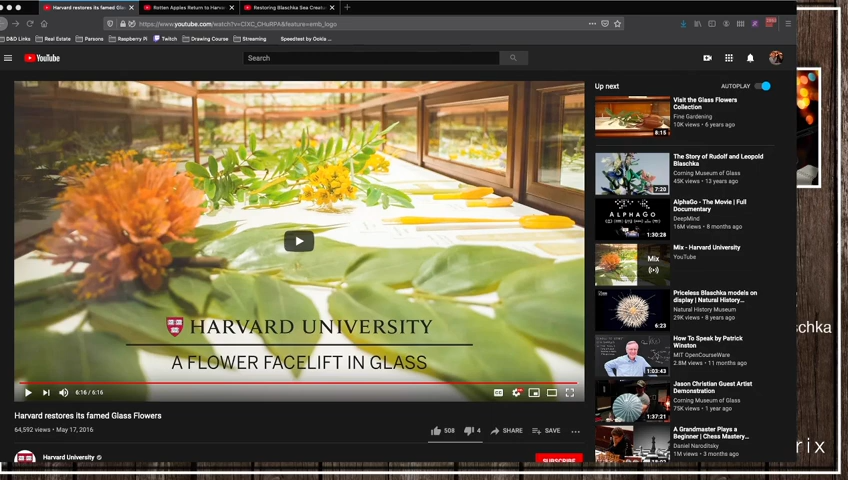 Harvard restores its famed Glas
Rotten Apples Return to Harv
Restoring Blaschka Sea Creatu
https://www.youtube.com/watch?v=ClXC_CHuRPA&feature=emb_logo
D&D Links
Real Estate
Parsons
Raspberry Pi
Twitch
Drawing Course
Streaming
Speedtest by Ookla
YouTube
Search
HARVARD UNIVERSITY
A FLOWER FACELIFT IN GLASS
6:16 / 6:16
Harvard restores its famed Glass Flowers
64,592 views • May 17, 2016
508
4
SHARE
SAVE
Harvard University
SUBSCRIBE
Up next
AUTOPLAY
8:15
Visit the Glass Flowers
Collection
Fine Gardening
10K views • 6 years ago
7:20
The Story of Rudolf and Leopold
Blaschka
Corning Museum of Glass
45K views • 13 years ago
ALPHAGO
1:30:28
AlphaGo - The Movie | Full
Documentary
DeepMind
16M views • 8 months ago
Mix
Mix - Harvard University
YouTube
6:23
Priceless Blaschka models on
display | Natural History...
Natural History Museum
29K views • 8 years ago
1:03:43
How To Speak by Patrick
Winston
MIT OpenCourseWare
2.8M views • 11 months ago
1:37:21
Jason Christian Guest Artist
Demonstration
Corning Museum of Glass
75K views • 1 year ago
A Grandmaster Plays a
Beginner | Chess Mastery...
Daniel Naroditsky
1M views • 3 months ago
schka
rix